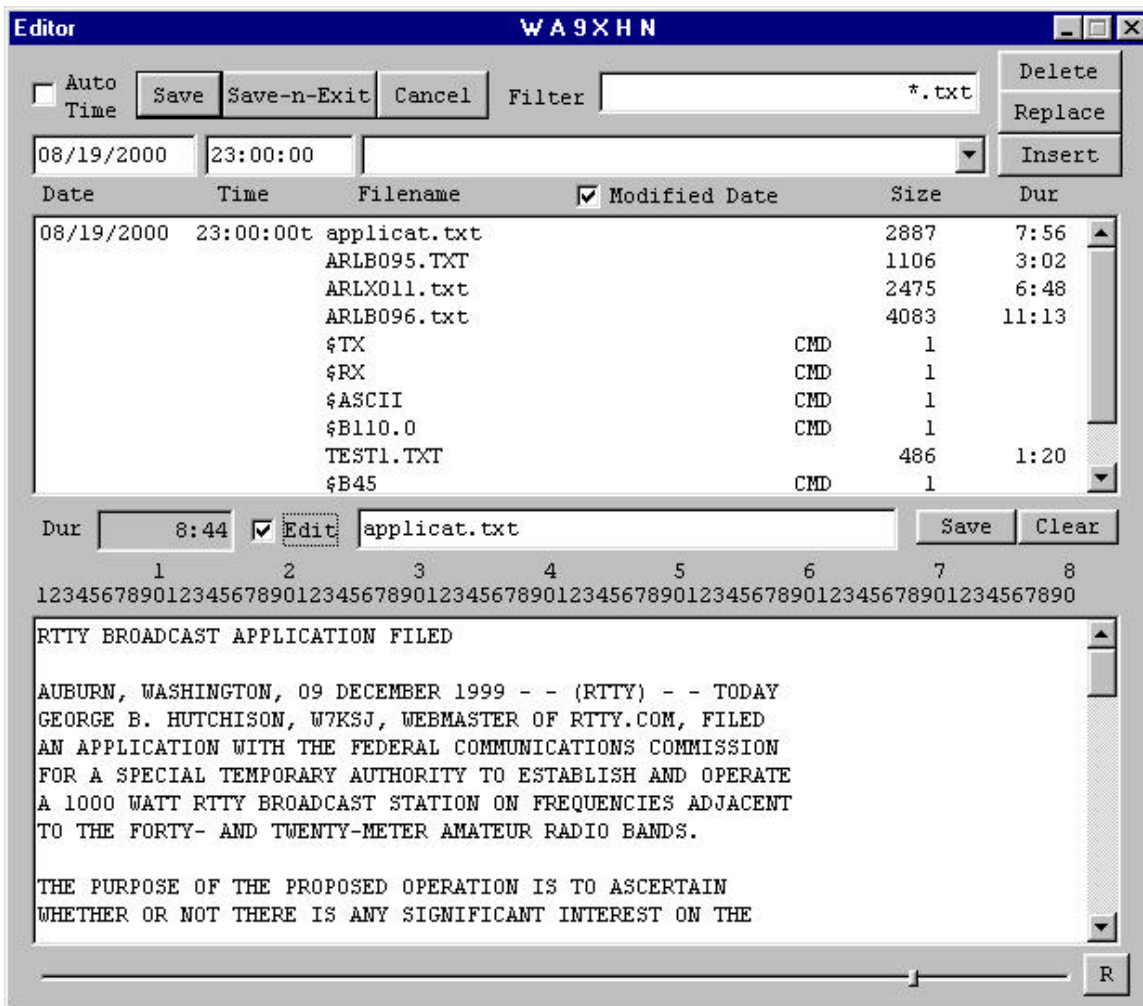 Editor WA9XHN
Auto Time Save Save-n-Exit Cancel Filter *.txt Delete
Replace
08/19/2000 23:00:00 Insert
Date Time Filename Modified Date Size Dur
08/19/2000 23:00:00t applicat.txt 2887 7:56
ARLB095.TXT 1106 3:02
ARLX011.txt 2475 6:48
ARLB096.txt 4083 11:13
$TX CMD 1
$RX CMD 1
$ASCII CMD 1
$B110.0 CMD 1
TEST1.TXT 486 1:20
$B45 CMD 1
Dur 8:44 Edit applicat.txt Save Clear
1 2 3 4 5 6 7 8
12345678901234567890123456789012345678901234567890123456789012345678901234567890
RTTY BROADCAST APPLICATION FILED
AUBURN, WASHINGTON, 09 DECEMBER 1999 - - (RTTY) - - TODAY
GEORGE B. HUTCHISON, W7KSJ, WEBMASTER OF RTTY.COM, FILED
AN APPLICATION WITH THE FEDERAL COMMUNICATIONS COMMISSION
FOR A SPECIAL TEMPORARY AUTHORITY TO ESTABLISH AND OPERATE
A 1000 WATT RTTY BROADCAST STATION ON FREQUENCIES ADJACENT
TO THE FORTY- AND TWENTY-METER AMATEUR RADIO BANDS.
THE PURPOSE OF THE PROPOSED OPERATION IS TO ASCERTAIN
WHETHER OR NOT THERE IS ANY SIGNIFICANT INTEREST ON THE
R